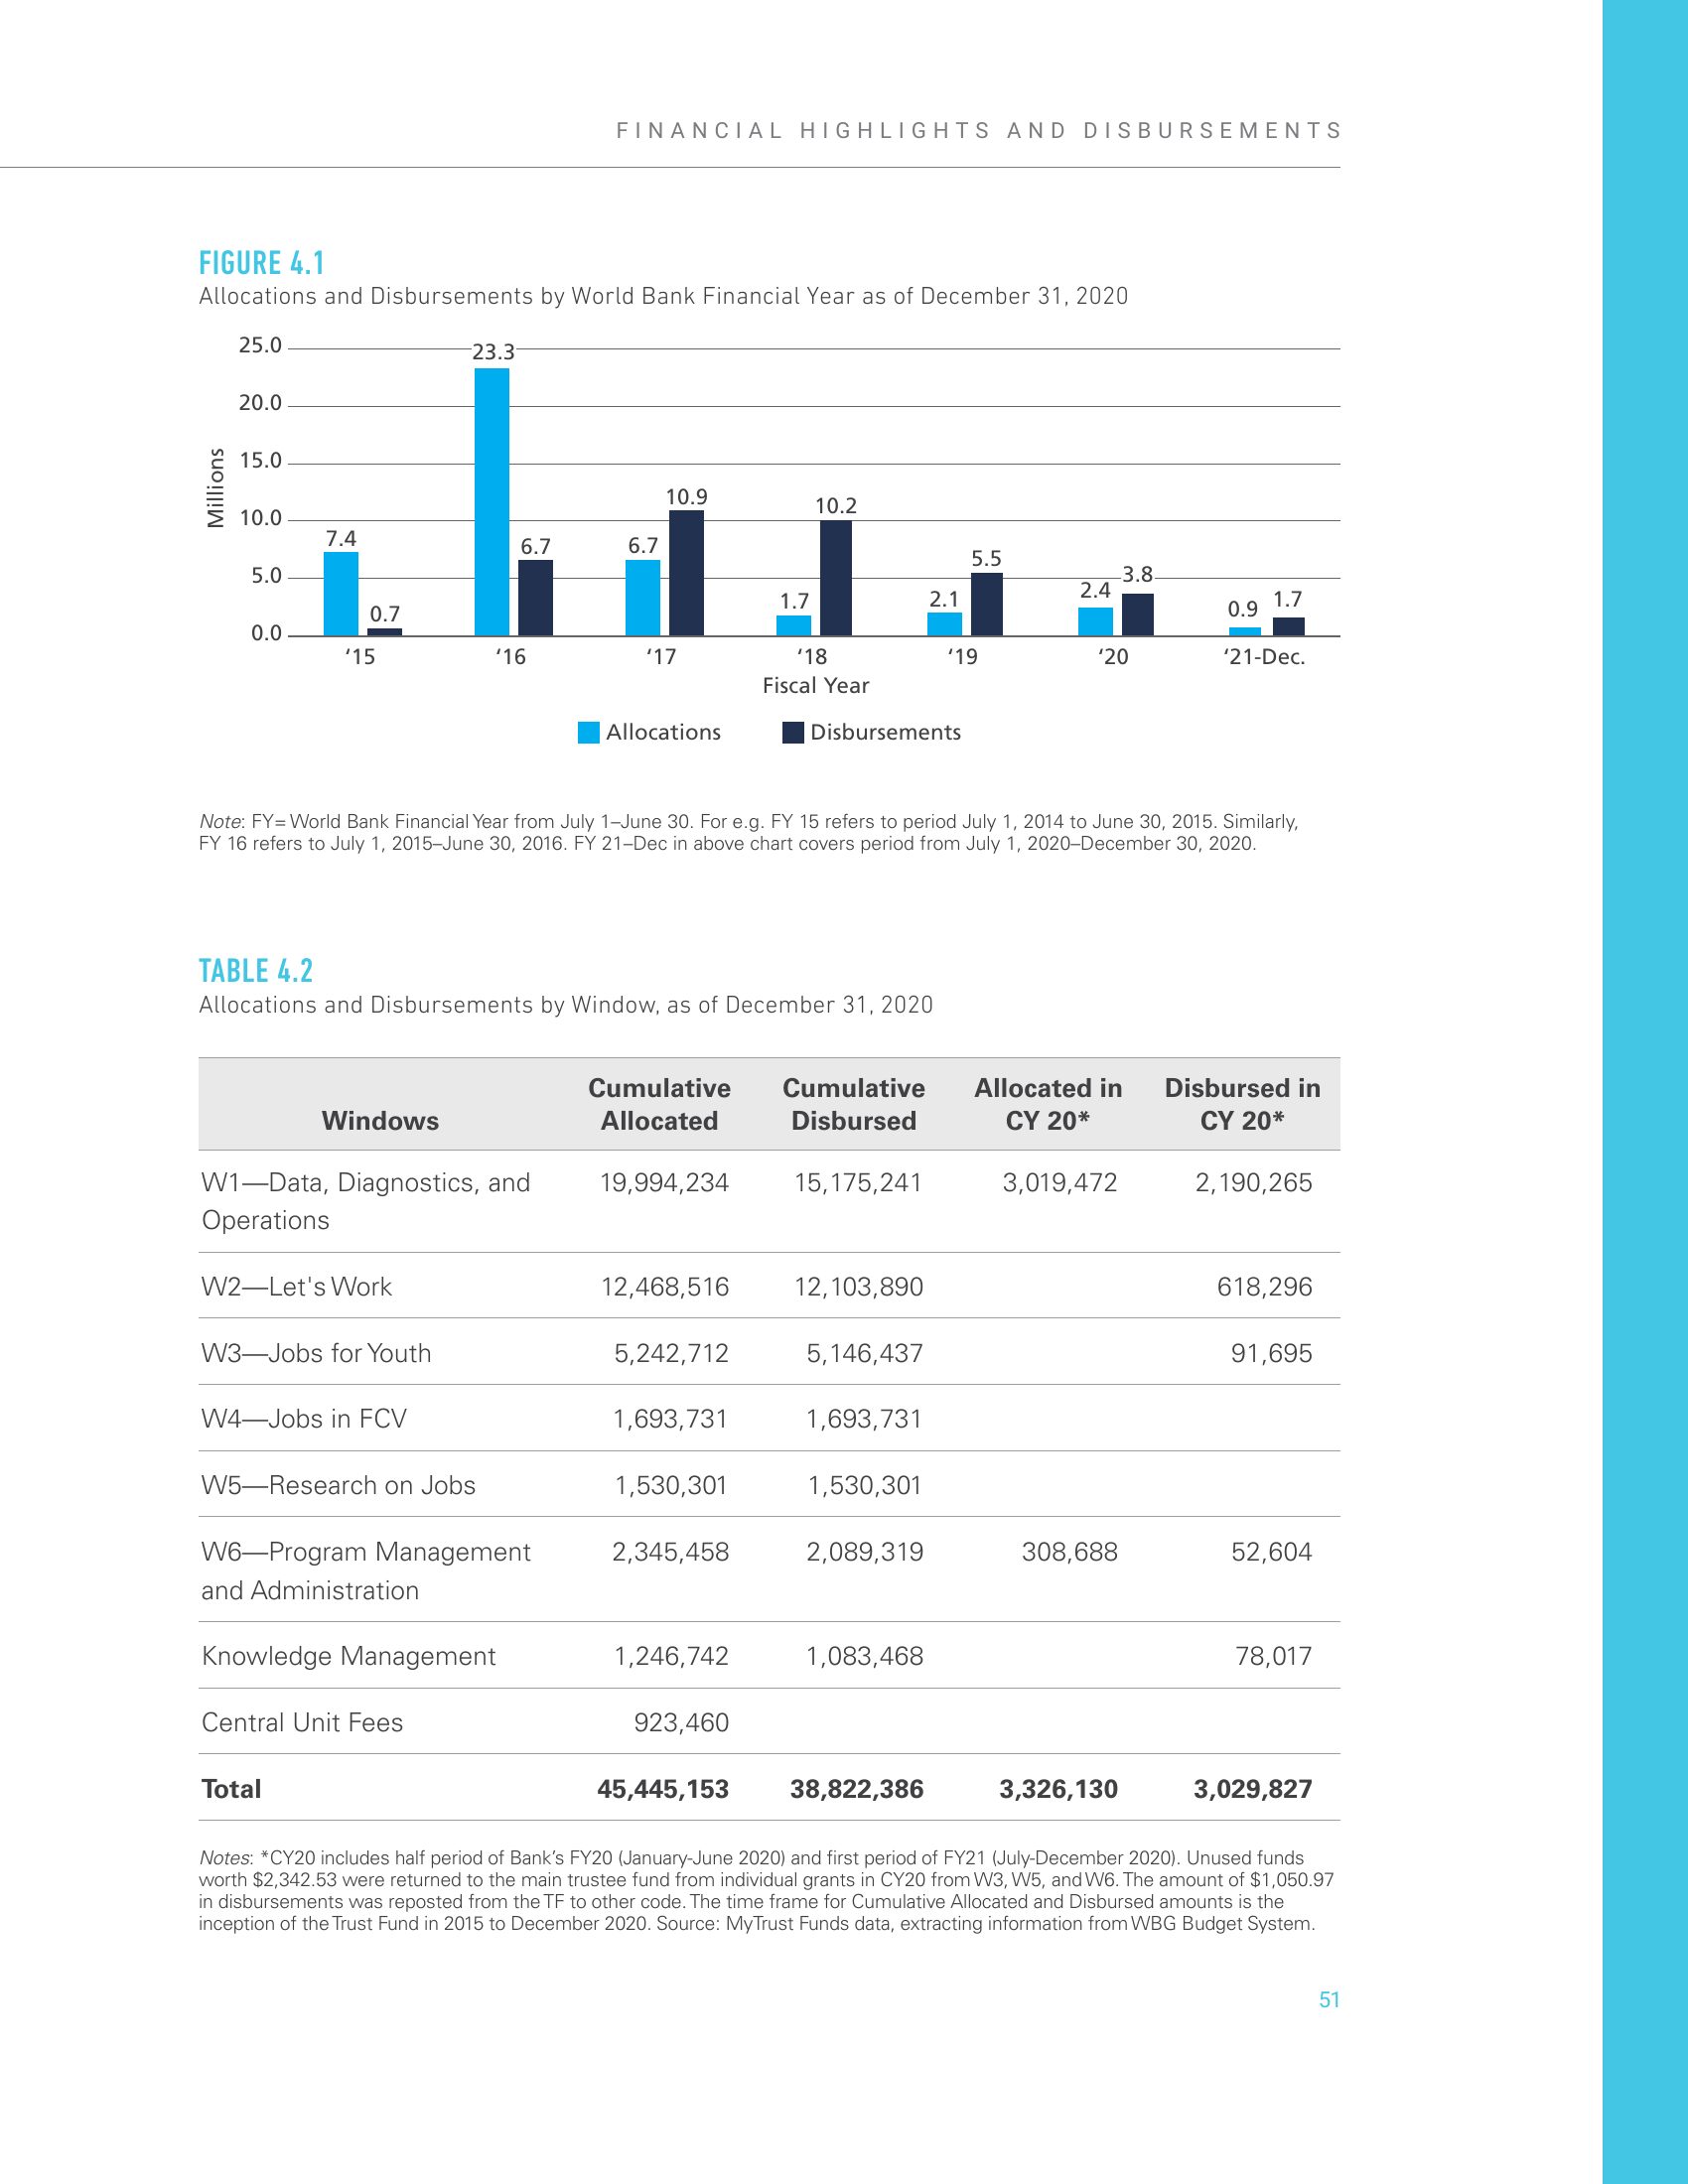 FINANCIAL HIGHLIGHTS AND DISBURSEMENTS
FIGURE 4.1
Allocations and Disbursements by World Bank Financial Year as of December 31, 2020
Millions
25.0
20.0
15.0
10.0
5.0
0.0
7.4
0.7
23.3
6.7
6.7
10.9
1.7
10.2
2.1
5.5
2.4
3.8
0.9
1.7
‘15 ‘16 ‘17 ‘18 ‘19 ‘20 ‘21-Dec.
Fiscal Year
Allocations Disbursements
Note: FY= World Bank Financial Year from July 1–June 30. For e.g. FY 15 refers to period July 1, 2014 to June 30, 2015. Similarly,
FY 16 refers to July 1, 2015–June 30, 2016. FY 21–Dec in above chart covers period from July 1, 2020–December 30, 2020.
TABLE 4.2
Allocations and Disbursements by Window, as of December 31, 2020
Cumulative Cumulative Allocated in Disbursed in
Windows Allocated Disbursed CY 20* CY 20*
W1—Data, Diagnostics, and 19,994,234 15,175,241 3,019,472 2,190,265
Operations
W2—Let's Work 12,468,516 12,103,890 618,296
W3—Jobs for Youth 5,242,712 5,146,437 91,695
W4—Jobs in FCV 1,693,731 1,693,731
W5—Research on Jobs 1,530,301 1,530,301
W6—Program Management 2,345,458 2,089,319 308,688 52,604
and Administration
Knowledge Management 1,246,742 1,083,468 78,017
Central Unit Fees 923,460
Total 45,445,153 38,822,386 3,326,130 3,029,827
Notes: *CY20 includes half period of Bank’s FY20 (January-June 2020) and first period of FY21 (July-December 2020). Unused funds
worth $2,342.53 were returned to the main trustee fund from individual grants in CY20 from W3, W5, and W6. The amount of $1,050.97
in disbursements was reposted from the TF to other code. The time frame for Cumulative Allocated and Disbursed amounts is the
inception of the Trust Fund in 2015 to December 2020. Source: MyTrust Funds data, extracting information from WBG Budget System.
51